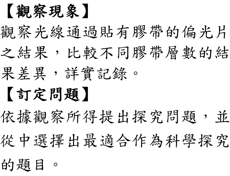 【觀察現象】
觀察光線通過貼有膠帶的偏光片
之結果，比較不同膠帶層數的結
果差異，詳實記錄。
【訂定問題】
依據觀察所得提出探究問題，並
從中選擇出最適合作為科學探究
的題目。